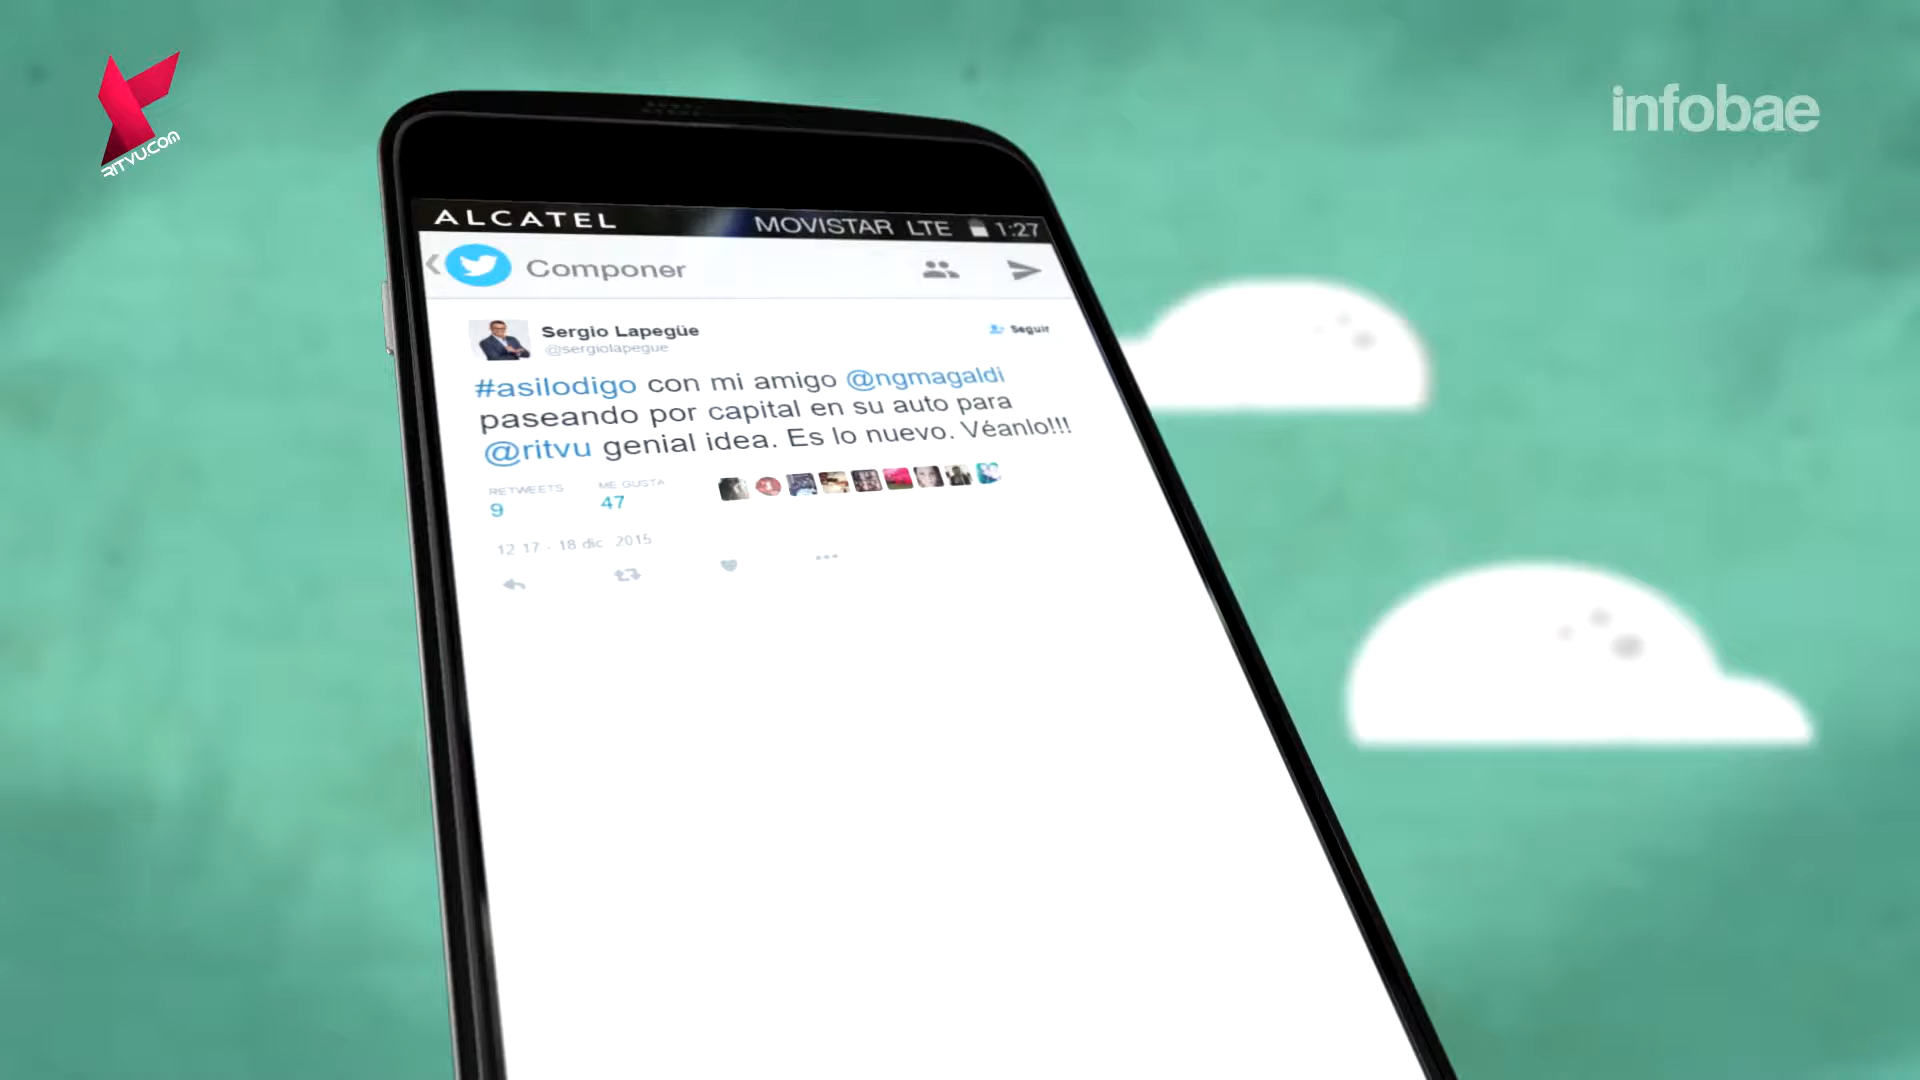 RITVU.COM
infobae
ALCATEL MOVISTAR LTE 1:27
Componer
Sergio Lapegüe
@sergiolapegue
Seguir
#asilodigo con mi amigo @ngmagaldi
paseando por capital en su auto para
@ritvu genial idea. Es lo nuevo. Véanlo!!!
RETWEETS ME GUSTA
9 47
12 17 - 18 dic 2015